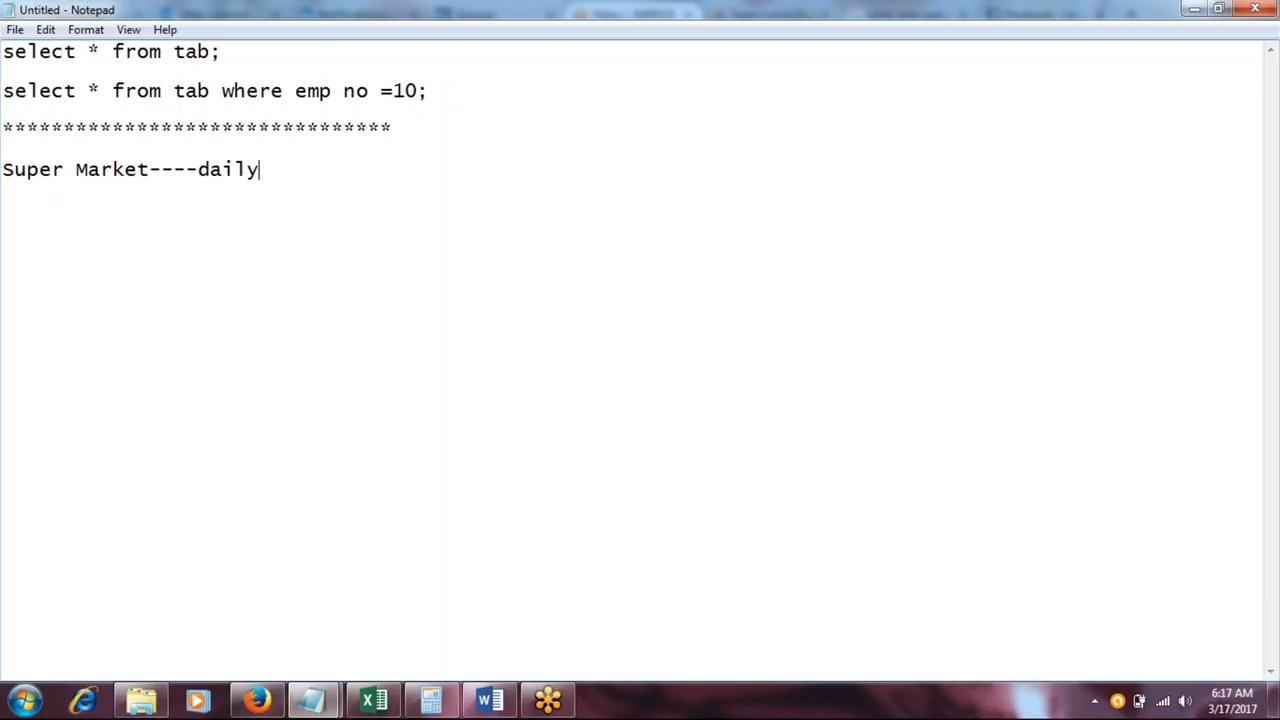 Untitled - Notepad
File Edit Format View Help
select * from tab;
select * from tab where emp no =10;
********************************
Super Market----daily
6:17 AM
3/17/2017